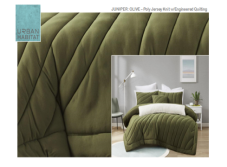 JUNIPER: OLIVE - Poly Jersey Knit w/Engineered Quilting
URBAN
HABITAT